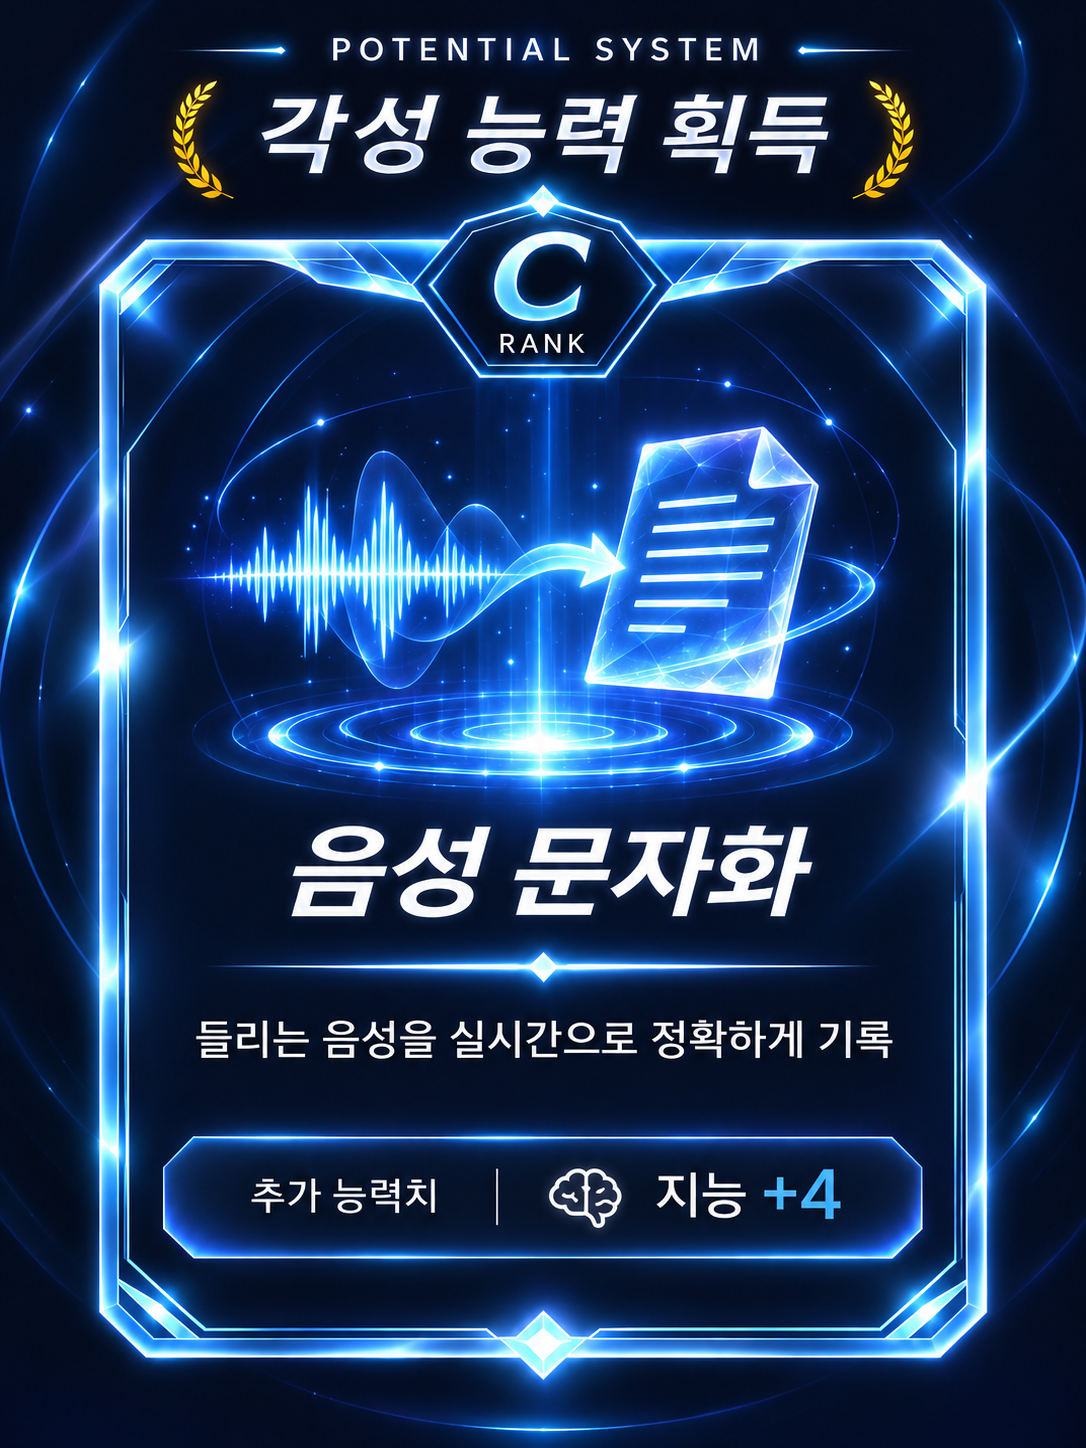 POTENTIAL SYSTEM
각성 능력 획득
C
RANK
음성 문자화
들리는 음성을 실시간으로 정확하게 기록
추가 능력치 지능 +4